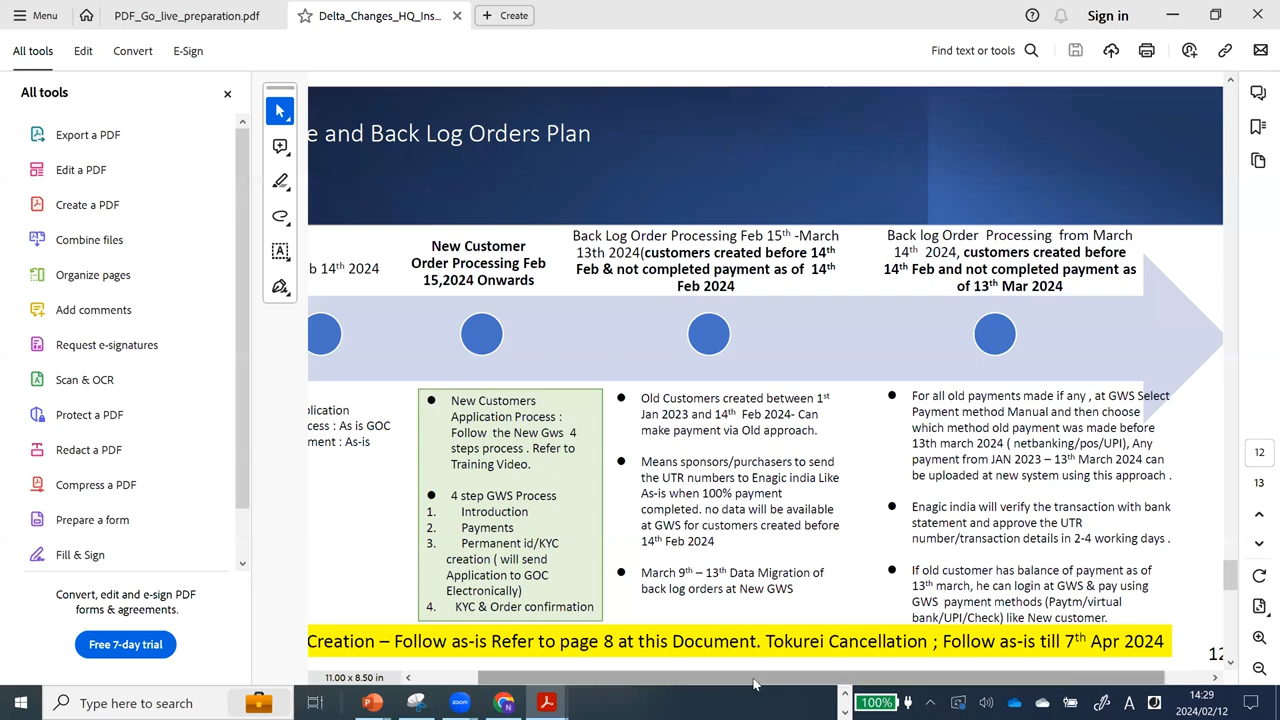 Menu
PDF_Go_live_preparation.pdf
Delta_Changes_HQ_Ins...
Create
Sign in
All tools
Edit
Convert
E-Sign
Find text or tools
All tools
Export a PDF
Edit a PDF
Create a PDF
Combine files
Organize pages
Add comments
Request e-signatures
Scan & OCR
Protect a PDF
Redact a PDF
Compress a PDF
Prepare a form
Fill & Sign
Convert, edit and e-sign PDF
forms & agreements.
Free 7-day trial
e and Back Log Orders Plan
b 14th 2024
New Customer
Order Processing Feb
15,2024 Onwards
Back Log Order Processing Feb 15th -March
13th 2024(customers created before 14th
Feb & not completed payment as of 14th
Feb 2024
Back log Order Processing from March
14th 2024, customers created before
14th Feb and not completed payment as
of 13th Mar 2024
plication
cess : As is GOC
ment : As-is
New Customers
Application Process :
Follow the New Gws 4
steps process . Refer to
Training Video.
4 step GWS Process
1. Introduction
2. Payments
3. Permanent id/KYC
creation ( will send
Application to GOC
Electronically)
4. KYC & Order confirmation
Old Customers created between 1st
Jan 2023 and 14th Feb 2024- Can
make payment via Old approach.
Means sponsors/purchasers to send
the UTR numbers to Enagic india Like
As-is when 100% payment
completed. no data will be available
at GWS for customers created before
14th Feb 2024
March 9th – 13th Data Migration of
back log orders at New GWS
For all old payments made if any , at GWS Select
Payment method Manual and then choose
which method old payment was made before
13th march 2024 ( netbanking/pos/UPI), Any
payment from JAN 2023 – 13th March 2024 can
be uploaded at new system using this approach .
Enagic india will verify the transaction with bank
statement and approve the UTR
number/transaction details in 2-4 working days .
If old customer has balance of payment as of
13th march, he can login at GWS & pay using
GWS payment methods (Paytm/virtual
bank/UPI/Check) like New customer.
Creation – Follow as-is Refer to page 8 at this Document. Tokurei Cancellation ; Follow as-is till 7th Apr 2024
12
12
13
11.00 x 8.50 in
Type here to search
100%
A
14:29
2024/02/12